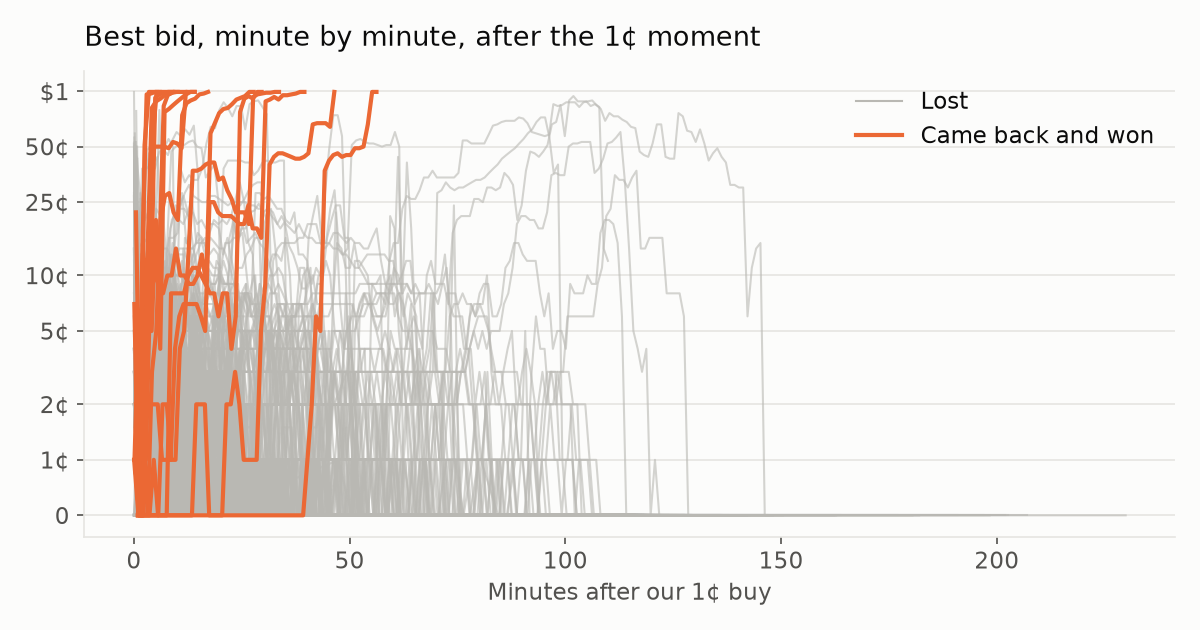 Best bid, minute by minute, after the 1¢ moment
$1
50¢
25¢
10¢
5¢
2¢
1¢
0
Lost
Came back and won
0 50 100 150 200
Minutes after our 1¢ buy